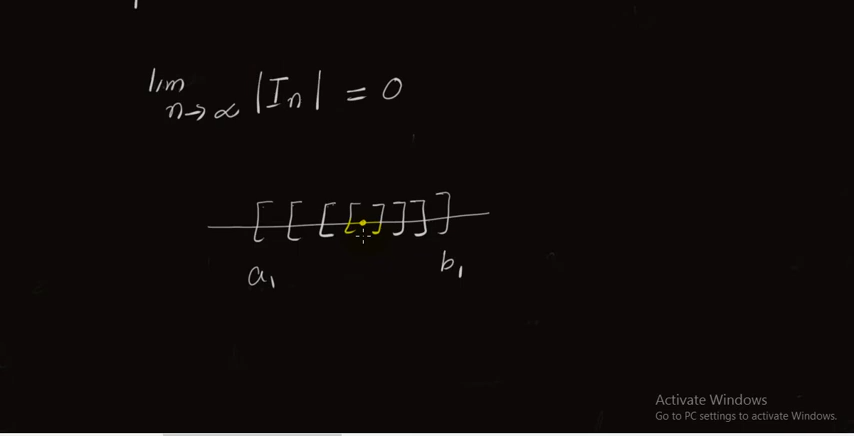 lim n→∞ |In| = 0
[ [ [ [ ] ] ] ]
a1 b1
Activate Windows
Go to PC settings to activate Windows.